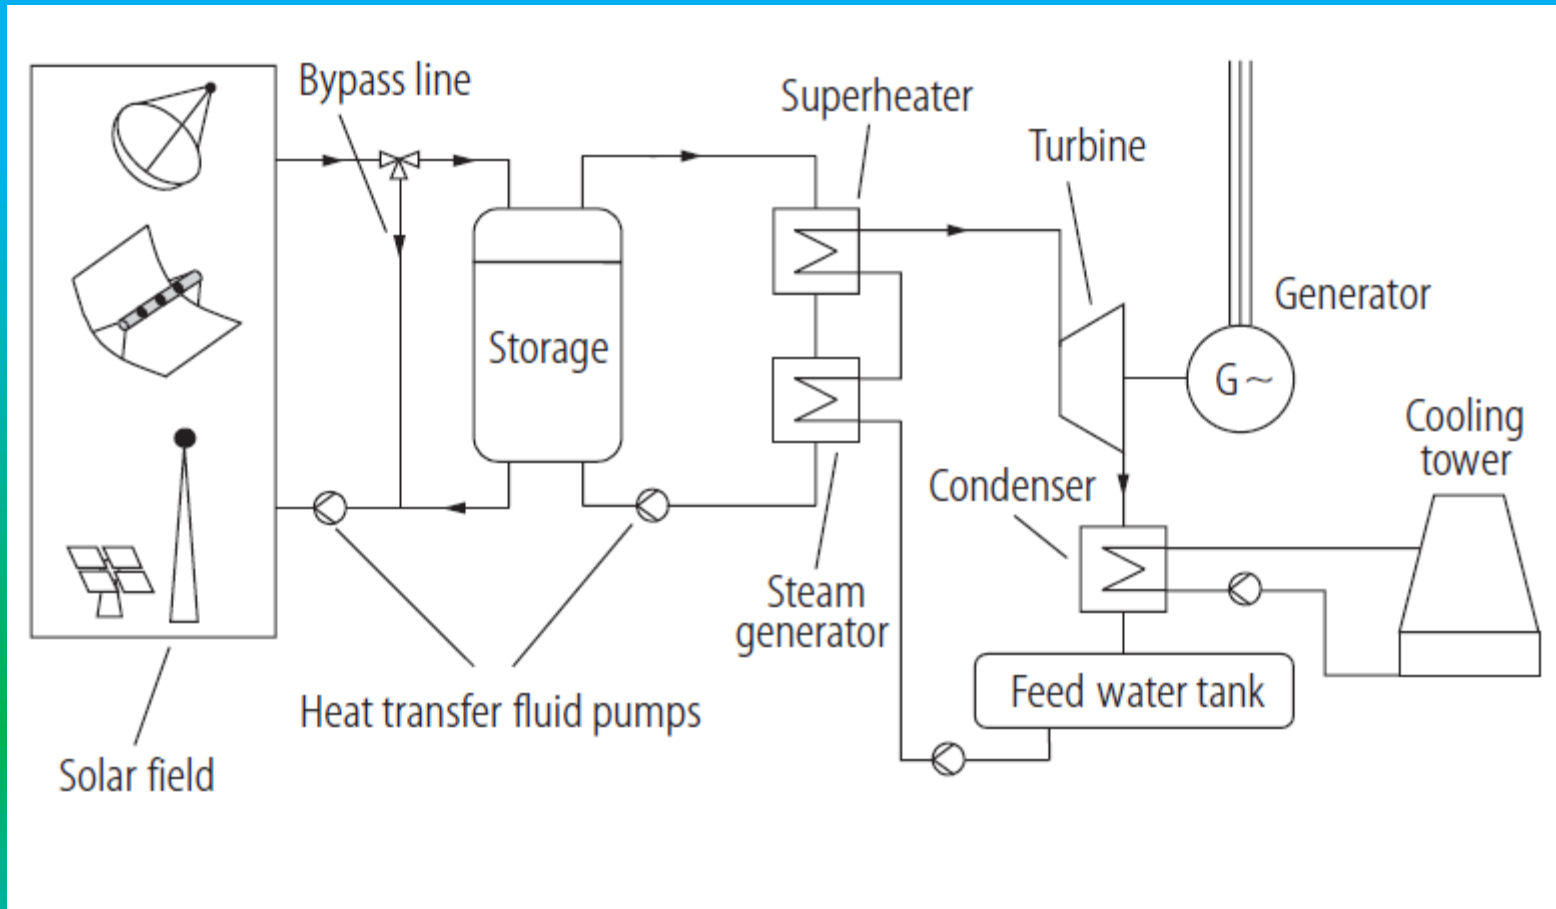 Bypass line
Superheater
Turbine
Generator
Storage
G~
Cooling
tower
Condenser
Steam
generator
Feed water tank
Heat transfer fluid pumps
Solar field